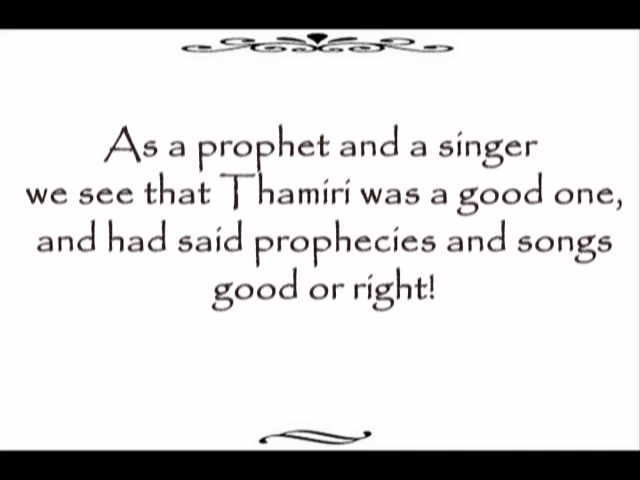 As a prophet and a singer
we see that Thamiri was a good one,
and had said prophecies and songs
good or right!